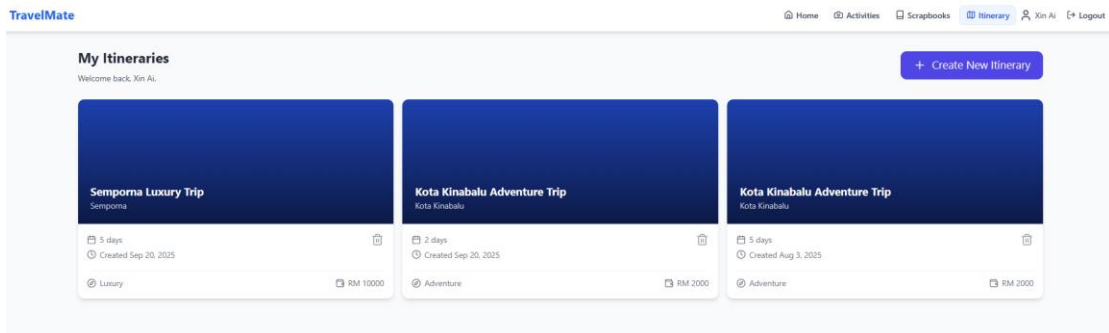 TravelMate
Home Activities Scrapbooks Itinerary Xin Ai Logout
My Itineraries
Welcome back, Xin Ai.
+ Create New Itinerary
Semporna Luxury Trip
Semporna
5 days
Created Sep 20, 2025
Luxury RM 10000
Kota Kinabalu Adventure Trip
Kota Kinabalu
2 days
Created Sep 20, 2025
Adventure RM 2000
Kota Kinabalu Adventure Trip
Kota Kinabalu
5 days
Created Aug 3, 2025
Adventure RM 2000